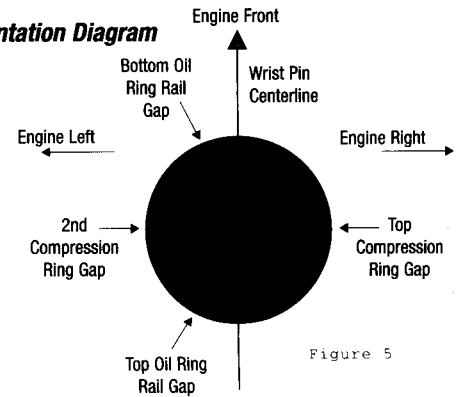 Engine Front
ntation Diagram
Bottom Oil
Ring Rail
Gap
Wrist Pin
Centerline
Engine Left
Engine Right
2nd
Compression
Ring Gap
Top
Compression
Ring Gap
Top Oil Ring
Rail Gap
Figure 5